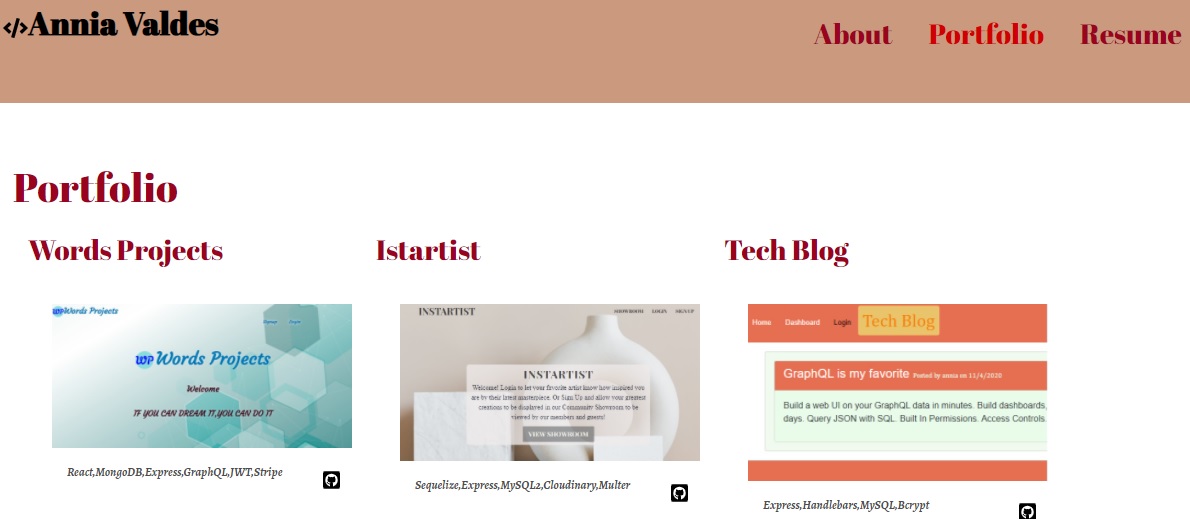 </>Annia Valdes
About Portfolio Resume
Portfolio
Words Projects
Istartist
Tech Blog
WPWords Projects
Login
WP Words Projects
Welcome
IF YOU CAN DREAM IT,YOU CAN DO IT
React,MongoDB,Express,GraphQL,JWT,Stripe
INSTARTIST
SHOWROOM LOGIN SIGN UP
INSTARTIST
Welcome! Login to let your favorite artist know how inspired you
are by their latest masterpiece. Or Sign Up and allow your greatest
creations to be displayed in our Community Showroom to be
viewed by our members and guests!
VIEW SHOWROOM
Sequelize,Express,MySQL2,Cloudinary,Multer
Home Dashboard Login Tech Blog
GraphQL is my favorite Posted by annia on 11/4/2020
Build a web UI on your GraphQL data in minutes. Build dashboards,
days. Query JSON with SQL. Built In Permissions. Access Controls.
Express,Handlebars,MySQL,Bcrypt